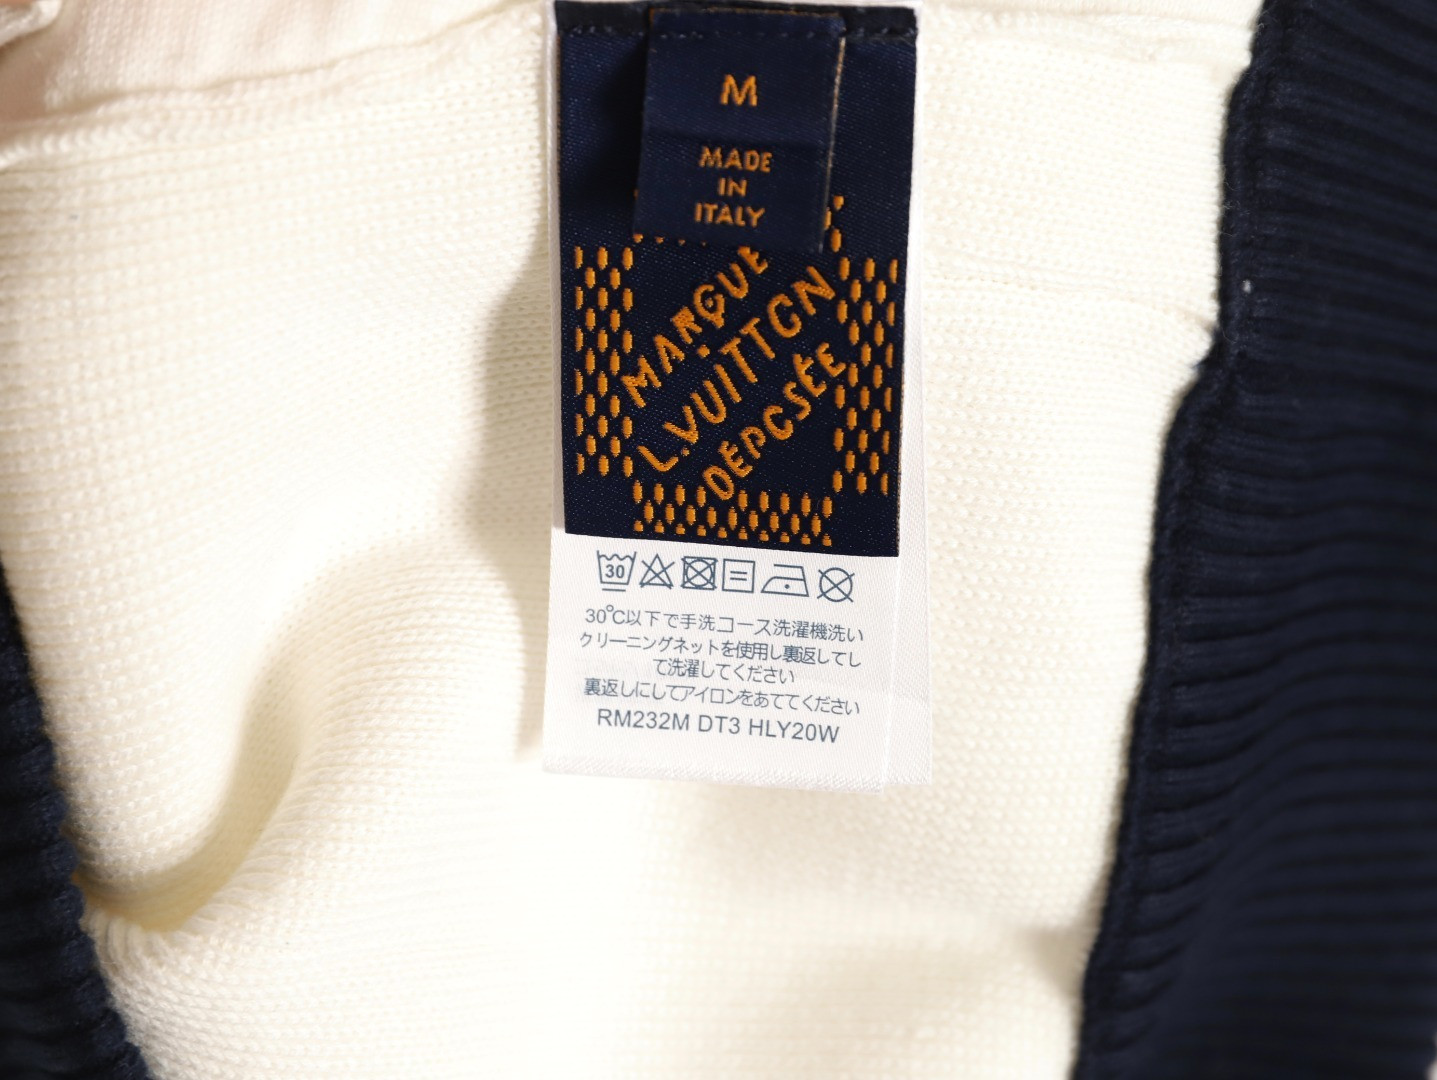 M
MADE
IN
ITALY
MARQUE
L.VUITTON
DÉPOSÉE
30
30℃以下で手洗コース洗濯機洗い
クリーニングネットを使用し裏返してし
て洗濯してください
裏返しにしてアイロンをあててください
RM232M DT3 HLY20W